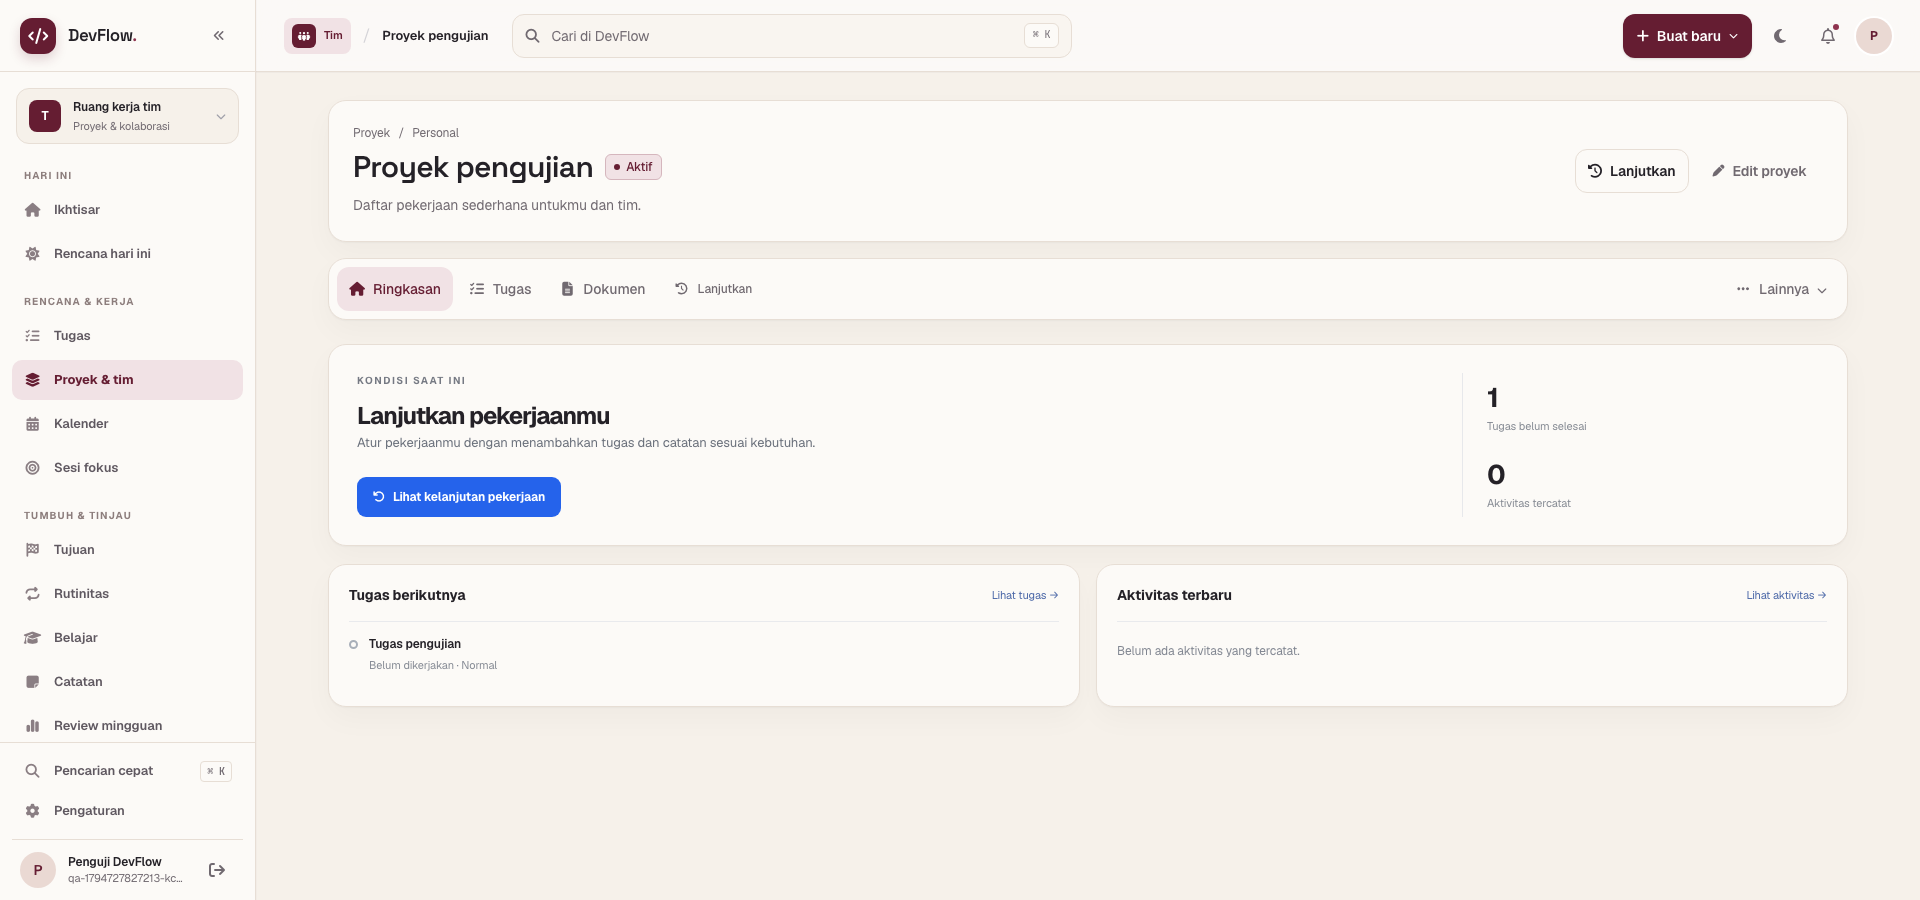 DevFlow.
Tim / Proyek pengujian
Cari di DevFlow
⌘ K
+ Buat baru
P
T
Ruang kerja tim
Proyek & kolaborasi
HARI INI
Ikhtisar
Rencana hari ini
RENCANA & KERJA
Tugas
Proyek & tim
Kalender
Sesi fokus
TUMBUH & TINJAU
Tujuan
Rutinitas
Belajar
Catatan
Review mingguan
Pencarian cepat ⌘ K
Pengaturan
P
Penguji DevFlow
qa-1794727827213-kc...
Proyek / Personal
Proyek pengujian
Aktif
Daftar pekerjaan sederhana untukmu dan tim.
Lanjutkan
Edit proyek
Ringkasan
Tugas
Dokumen
Lanjutkan
Lainnya
KONDISI SAAT INI
Lanjutkan pekerjaanmu
Atur pekerjaanmu dengan menambahkan tugas dan catatan sesuai kebutuhan.
Lihat kelanjutan pekerjaan
1
Tugas belum selesai
0
Aktivitas tercatat
Tugas berikutnya
Lihat tugas →
Tugas pengujian
Belum dikerjakan · Normal
Aktivitas terbaru
Lihat aktivitas →
Belum ada aktivitas yang tercatat.